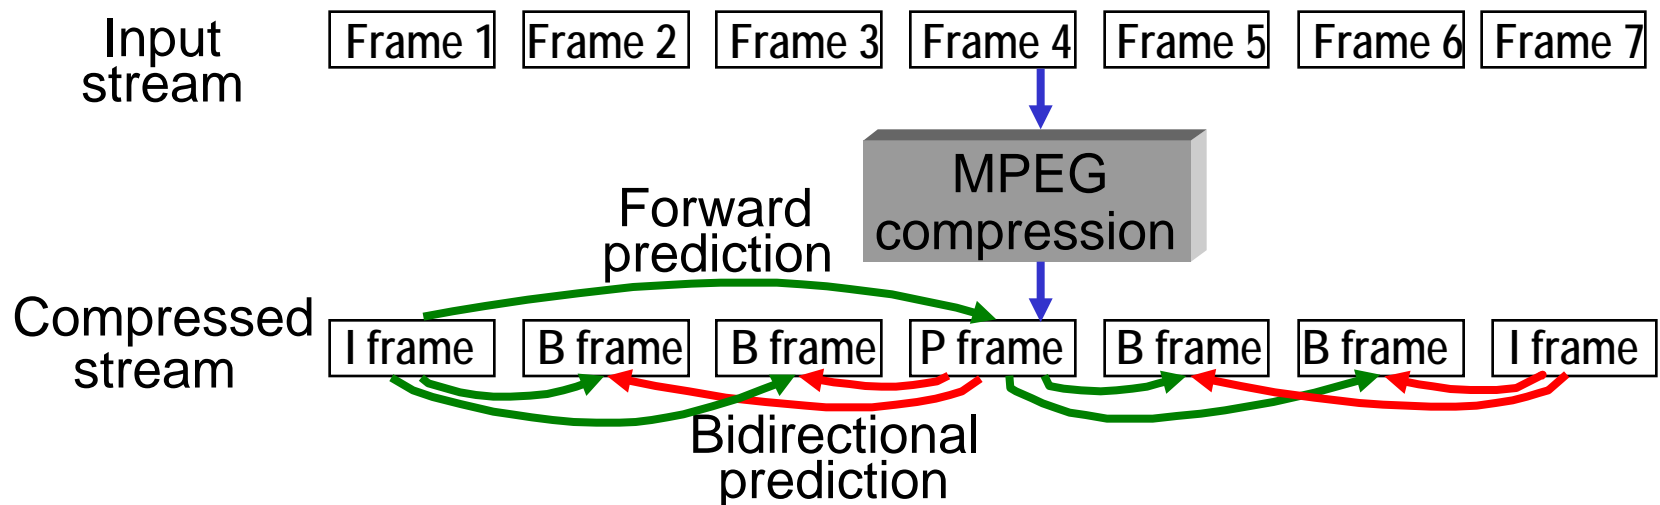 Input
stream
Frame 1 Frame 2 Frame 3 Frame 4 Frame 5 Frame 6 Frame 7
MPEG
compression
Forward
prediction
Compressed
stream
I frame B frame B frame P frame B frame B frame I frame
Bidirectional
prediction